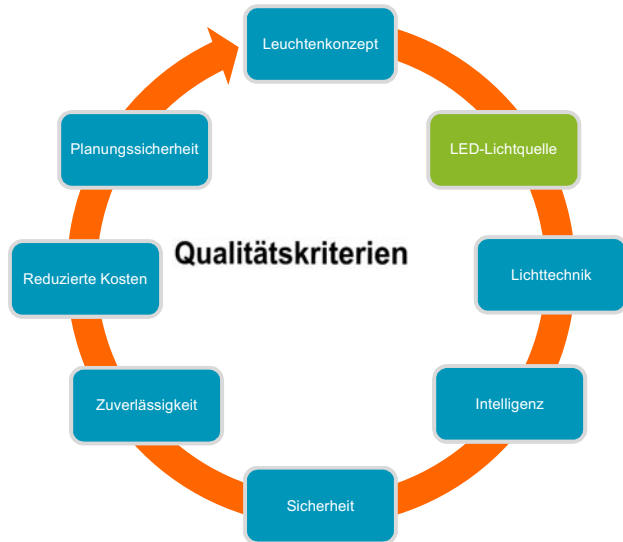 Leuchtenkonzept
LED-Lichtquelle
Lichttechnik
Intelligenz
Sicherheit
Zuverlässigkeit
Reduzierte Kosten
Planungssicherheit
Qualitätskriterien